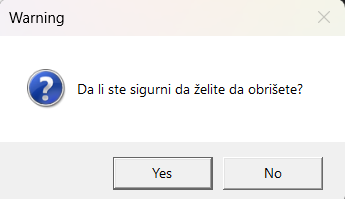 Warning
Da li ste sigurni da želite da obrišete?
Yes
No